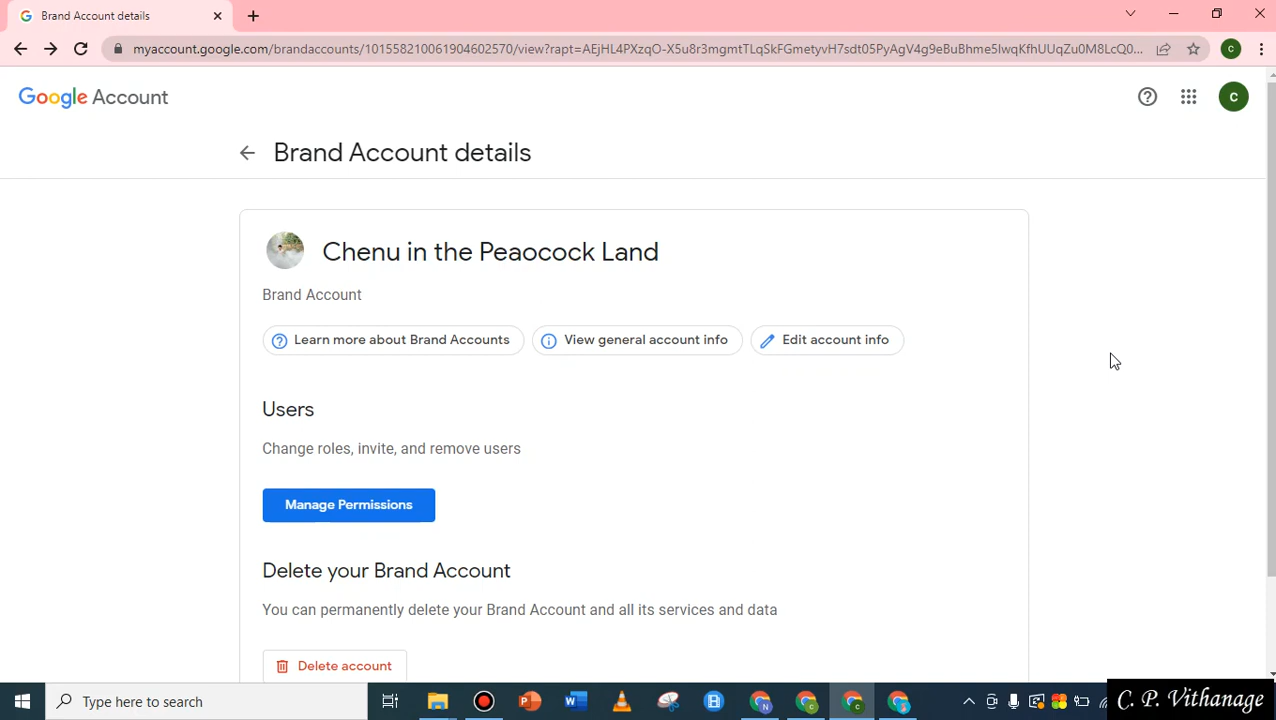 Brand Account details
myaccount.google.com/brandaccounts/101558210061904602570/view?rapt=AEjHL4PXzqO-X5u8r3mgmtTLqSkFGmetyvH7sdt05PyAgV4g9eBuBhme5IwqKfhUUqZu0M8LcQ0...
C
Google Account
C
Brand Account details
Chenu in the Peaocock Land
Brand Account
Learn more about Brand Accounts
View general account info
Edit account info
Users
Change roles, invite, and remove users
Manage Permissions
Delete your Brand Account
You can permanently delete your Brand Account and all its services and data
Delete account
Type here to search
C. P. Vithanage